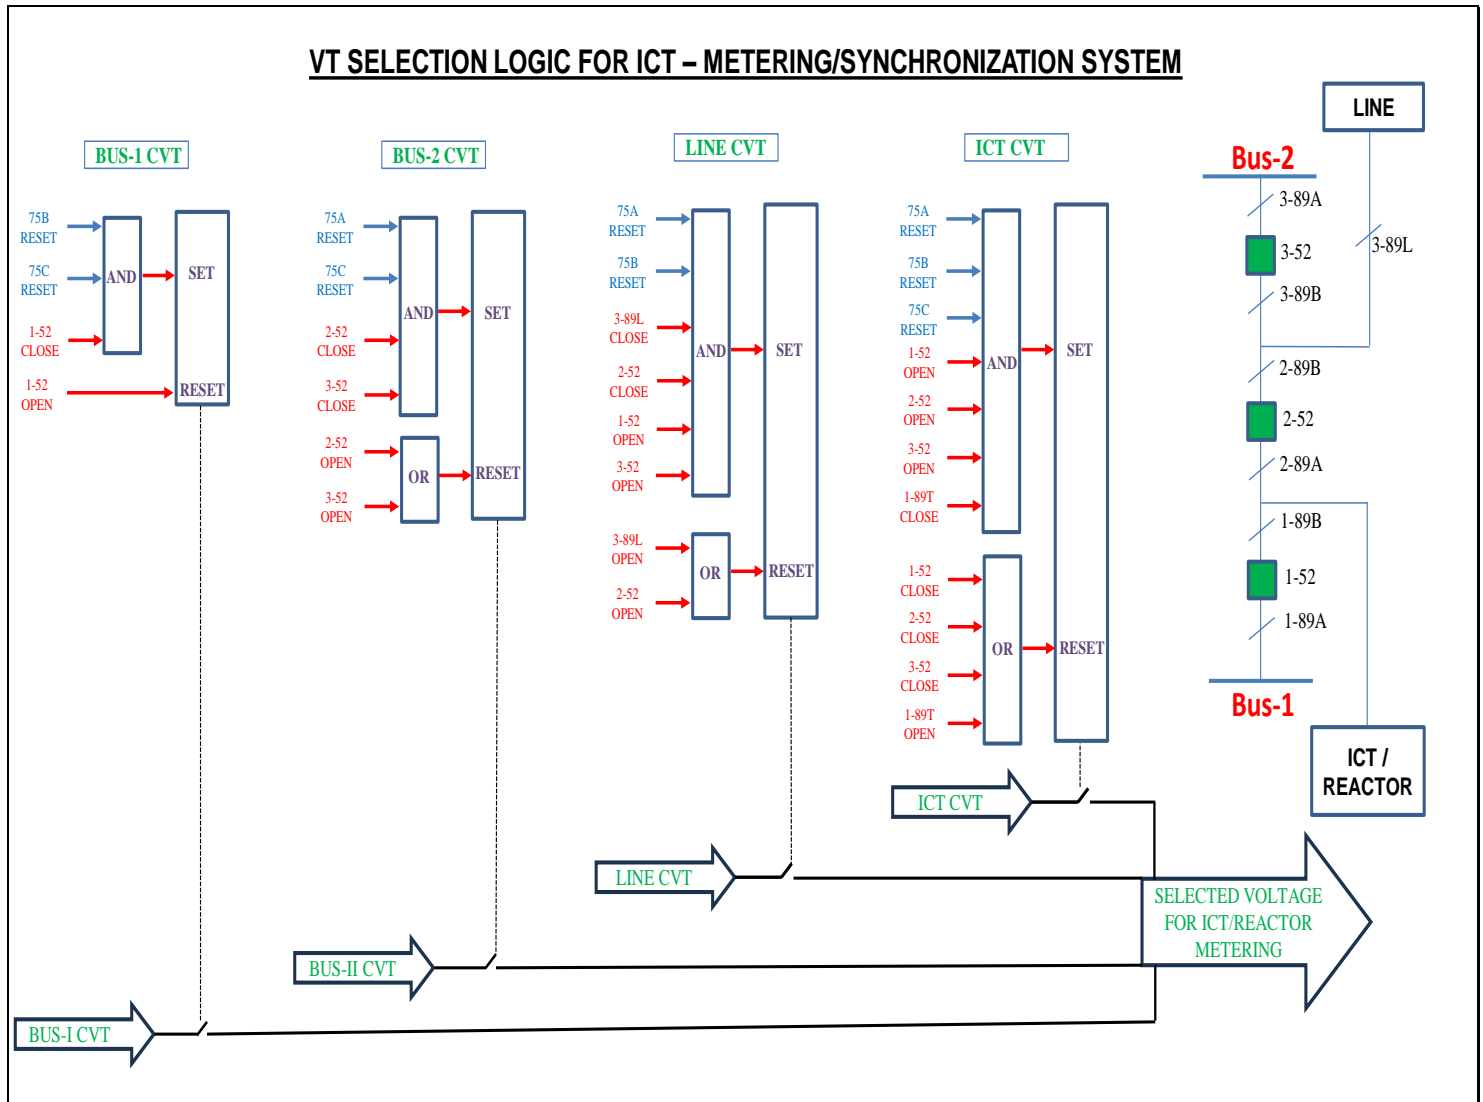 VT SELECTION LOGIC FOR ICT – METERING/SYNCHRONIZATION SYSTEM
BUS-1 CVT
75B
RESET
75C
RESET
1-52
CLOSE
1-52
OPEN
AND
SET
RESET
BUS-2 CVT
75A
RESET
75C
RESET
2-52
CLOSE
3-52
CLOSE
2-52
OPEN
3-52
OPEN
AND
OR
SET
RESET
LINE CVT
75A
RESET
75B
RESET
3-89L
CLOSE
2-52
CLOSE
1-52
OPEN
3-52
OPEN
3-89L
OPEN
2-52
OPEN
AND
OR
SET
RESET
ICT CVT
75A
RESET
75B
RESET
75C
RESET
1-52
OPEN
2-52
OPEN
3-52
OPEN
1-89T
CLOSE
1-52
CLOSE
2-52
CLOSE
3-52
CLOSE
1-89T
OPEN
AND
OR
SET
RESET
LINE
Bus-2
3-89A
3-89L
3-52
3-89B
2-89B
2-52
2-89A
1-89B
1-52
1-89A
Bus-1
ICT /
REACTOR
ICT CVT
LINE CVT
BUS-II CVT
BUS-I CVT
SELECTED VOLTAGE
FOR ICT/REACTOR
METERING